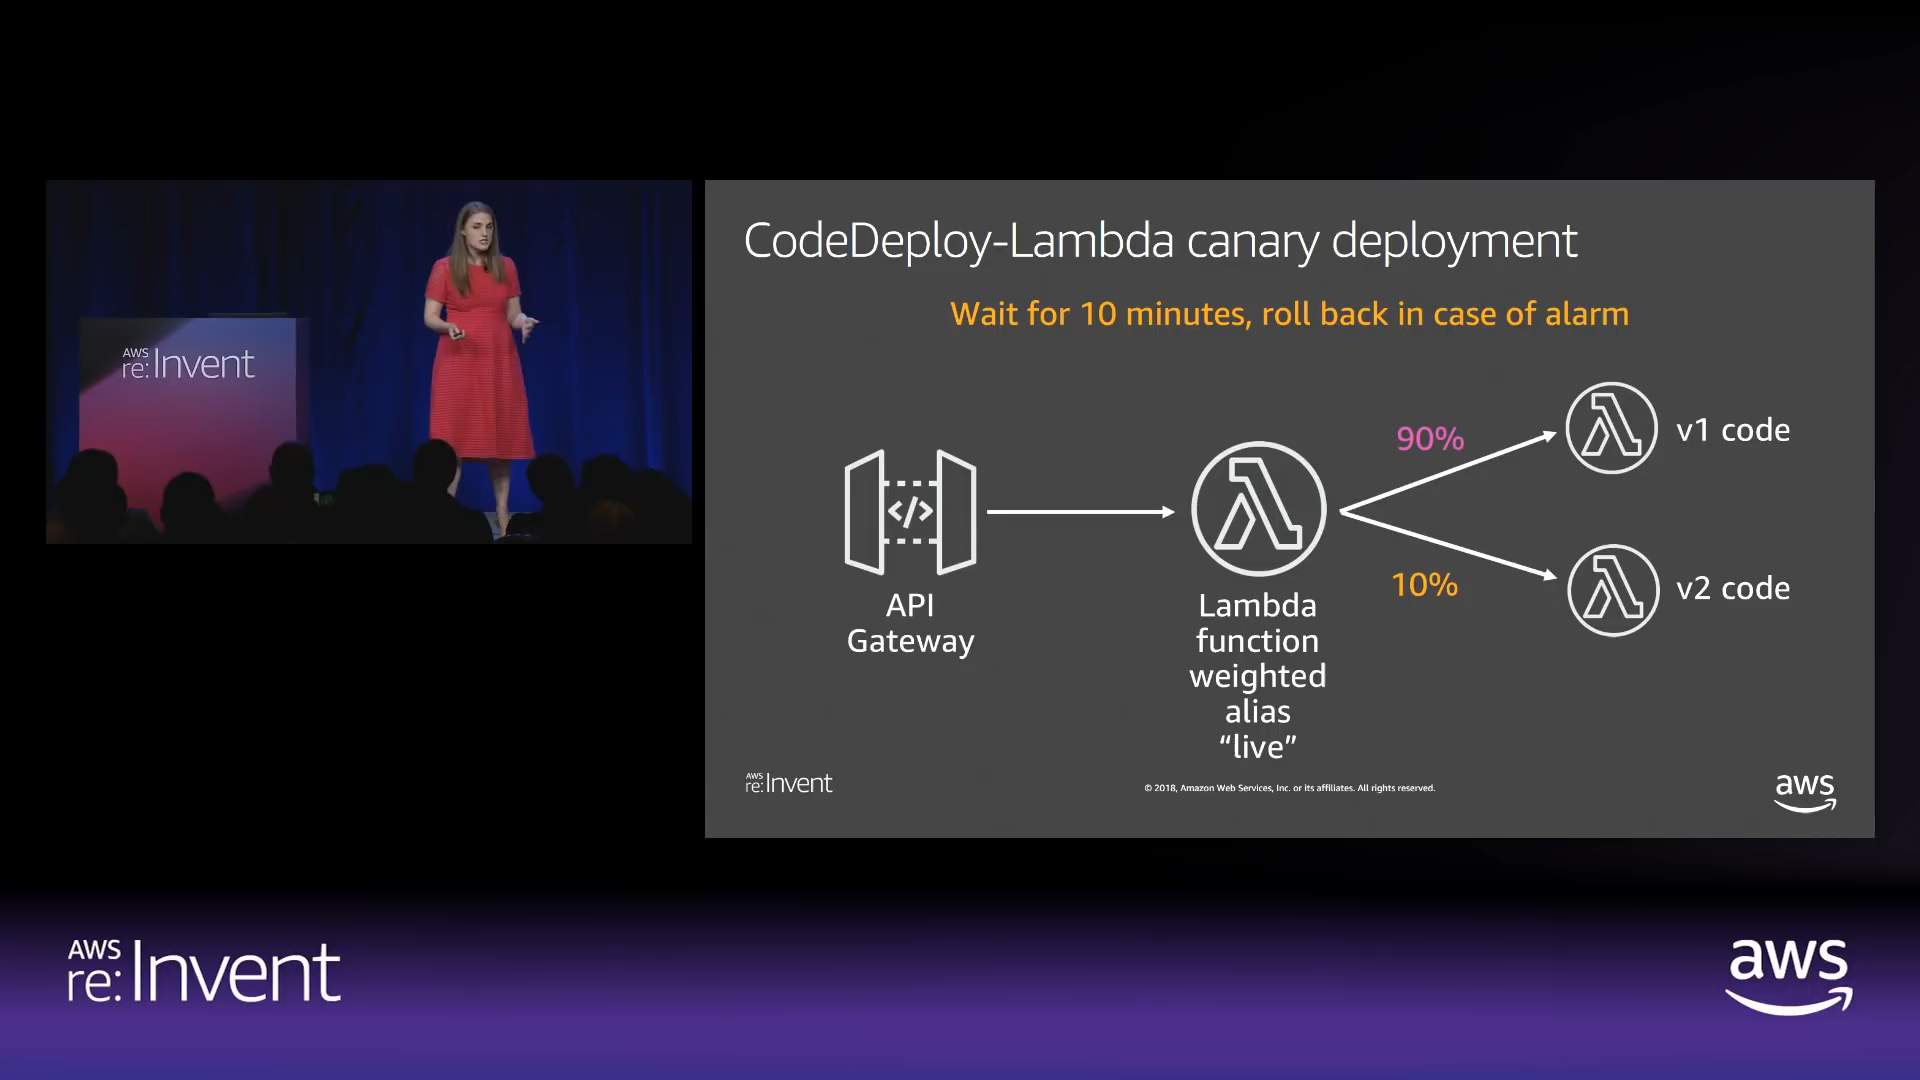 AWS
re:Invent
CodeDeploy-Lambda canary deployment
Wait for 10 minutes, roll back in case of alarm
90%
v1 code
</>
10%
v2 code
API
Gateway
Lambda
function
weighted
alias
“live”
AWS
re:Invent
© 2018, Amazon Web Services, Inc. or its affiliates. All rights reserved.
aws
AWS
re:Invent
aws